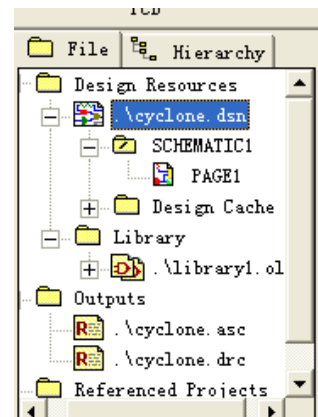 File Hierarchy
Design Resources
.\cyclone.dsn
SCHEMATIC1
PAGE1
Design Cache
Library
.\library1.ol
Outputs
.\cyclone.asc
.\cyclone.drc
Referenced Projects